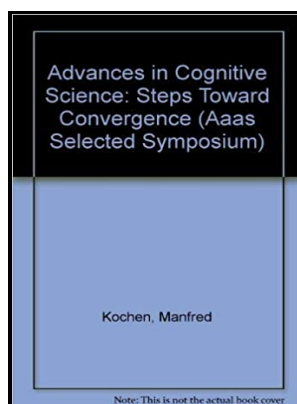 Advances in Cognitive
Science: Steps Toward
Convergence (Aaas
Selected Symposium)
Kochen, Manfred
Note: This is not the actual book cover